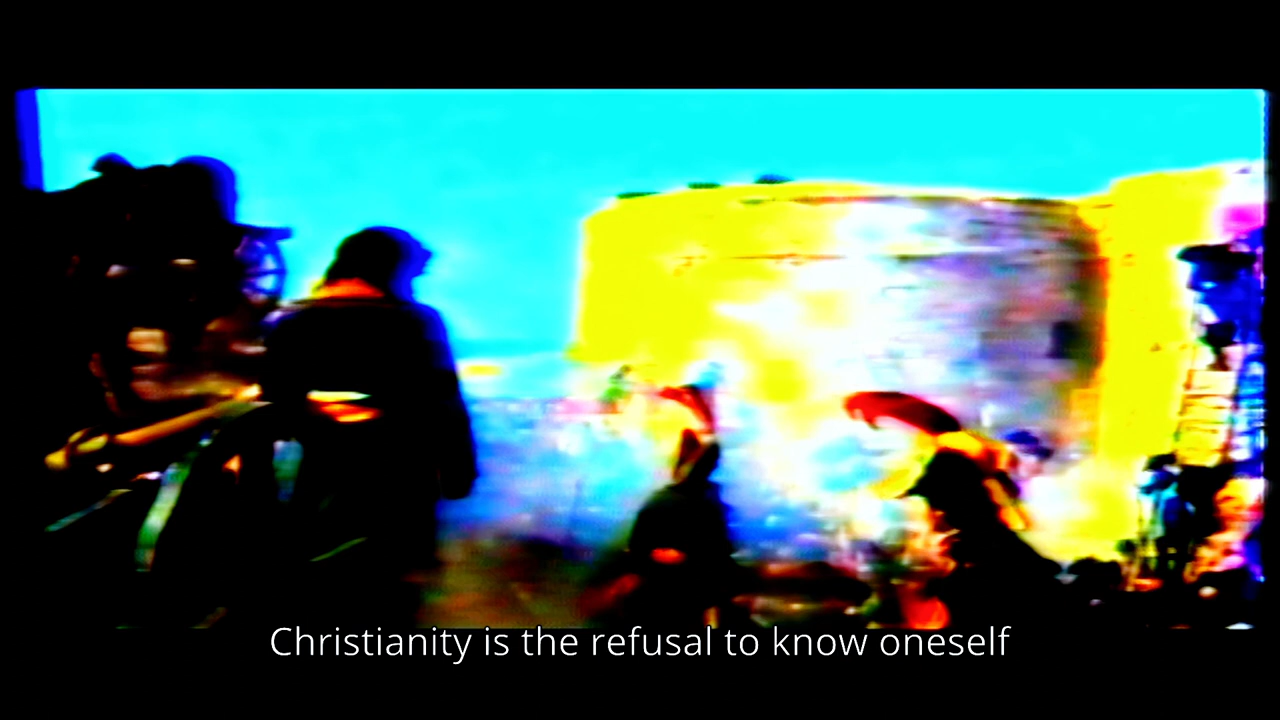 Christianity is the refusal to know oneself